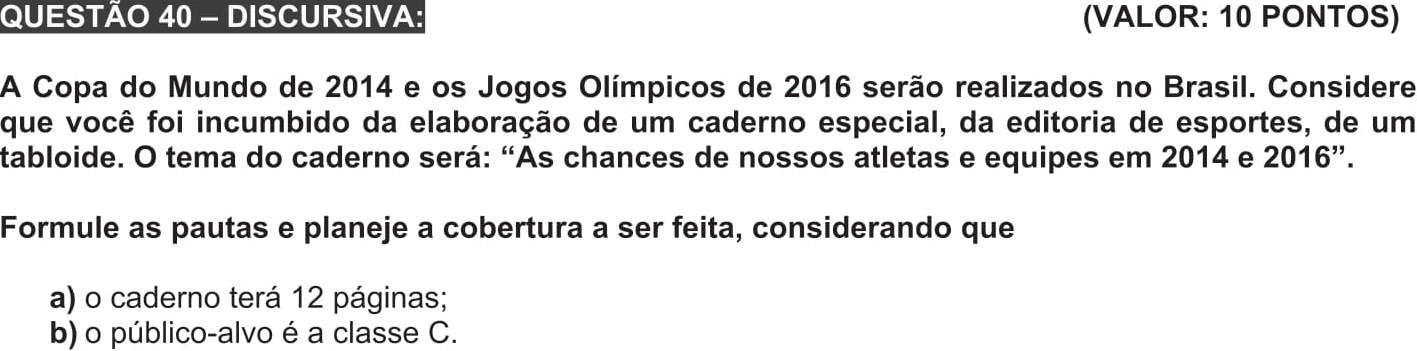 QUESTÃO 40 – DISCURSIVA: (VALOR: 10 PONTOS)
A Copa do Mundo de 2014 e os Jogos Olímpicos de 2016 serão realizados no Brasil. Considere
que você foi incumbido da elaboração de um caderno especial, da editoria de esportes, de um
tabloide. O tema do caderno será: “As chances de nossos atletas e equipes em 2014 e 2016”.
Formule as pautas e planeje a cobertura a ser feita, considerando que
a) o caderno terá 12 páginas;
b) o público-alvo é a classe C.